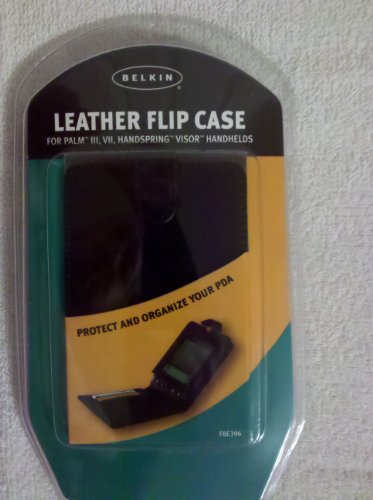 BELKIN®
LEATHER FLIP CASE
FOR PALM™ III, VII, HANDSPRING™ VISOR™ HANDHELDS
PROTECT AND ORGANIZE YOUR PDA
F8E396